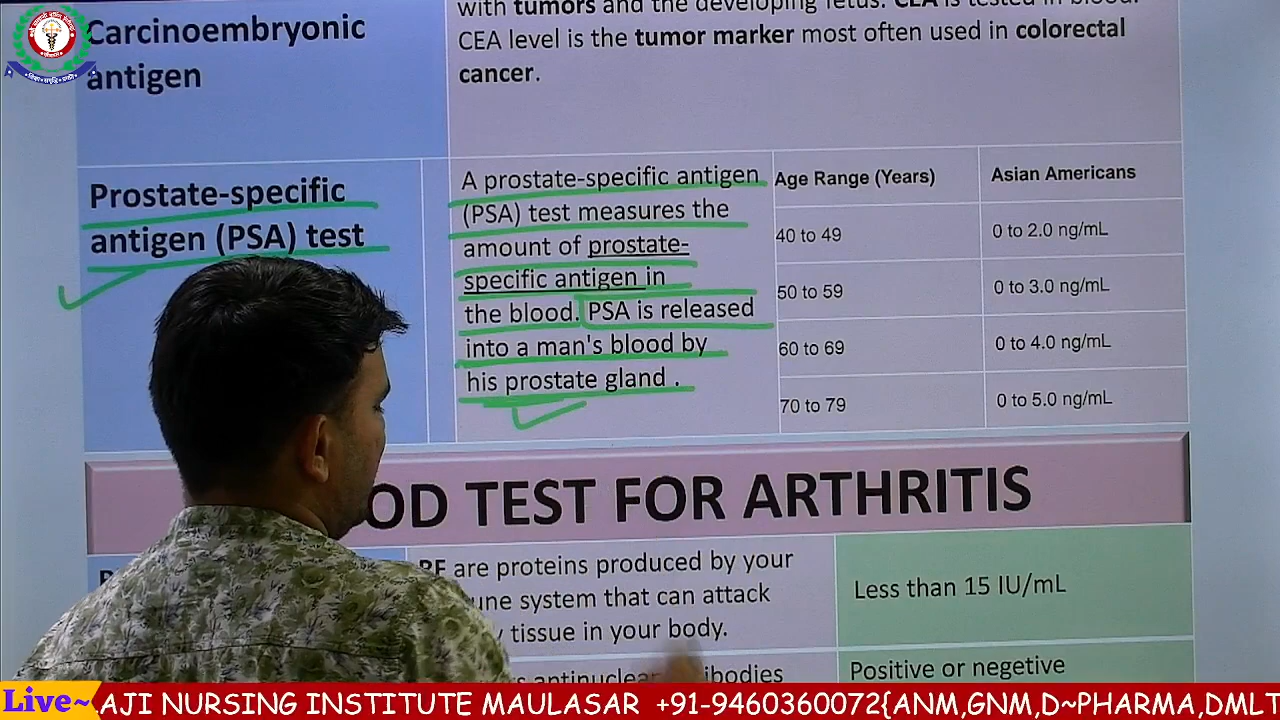 Carcinoembryonic
antigen
with tumors and the developing fetus. CEA is tested in blood.
CEA level is the tumor marker most often used in colorectal
cancer.
Prostate-specific
antigen (PSA) test
A prostate-specific antigen
(PSA) test measures the
amount of prostate-
specific antigen in
the blood. PSA is released
into a man's blood by
his prostate gland .
Age Range (Years) Asian Americans
40 to 49 0 to 2.0 ng/mL
50 to 59 0 to 3.0 ng/mL
60 to 69 0 to 4.0 ng/mL
70 to 79 0 to 5.0 ng/mL
OD TEST FOR ARTHRITIS
RF are proteins produced by your
une system that can attack
tissue in your body.
Less than 15 IU/mL
Positive or negetive
Live~ AJI NURSING INSTITUTE MAULASAR +91-9460360072{ANM,GNM,D~PHARMA,DMLT